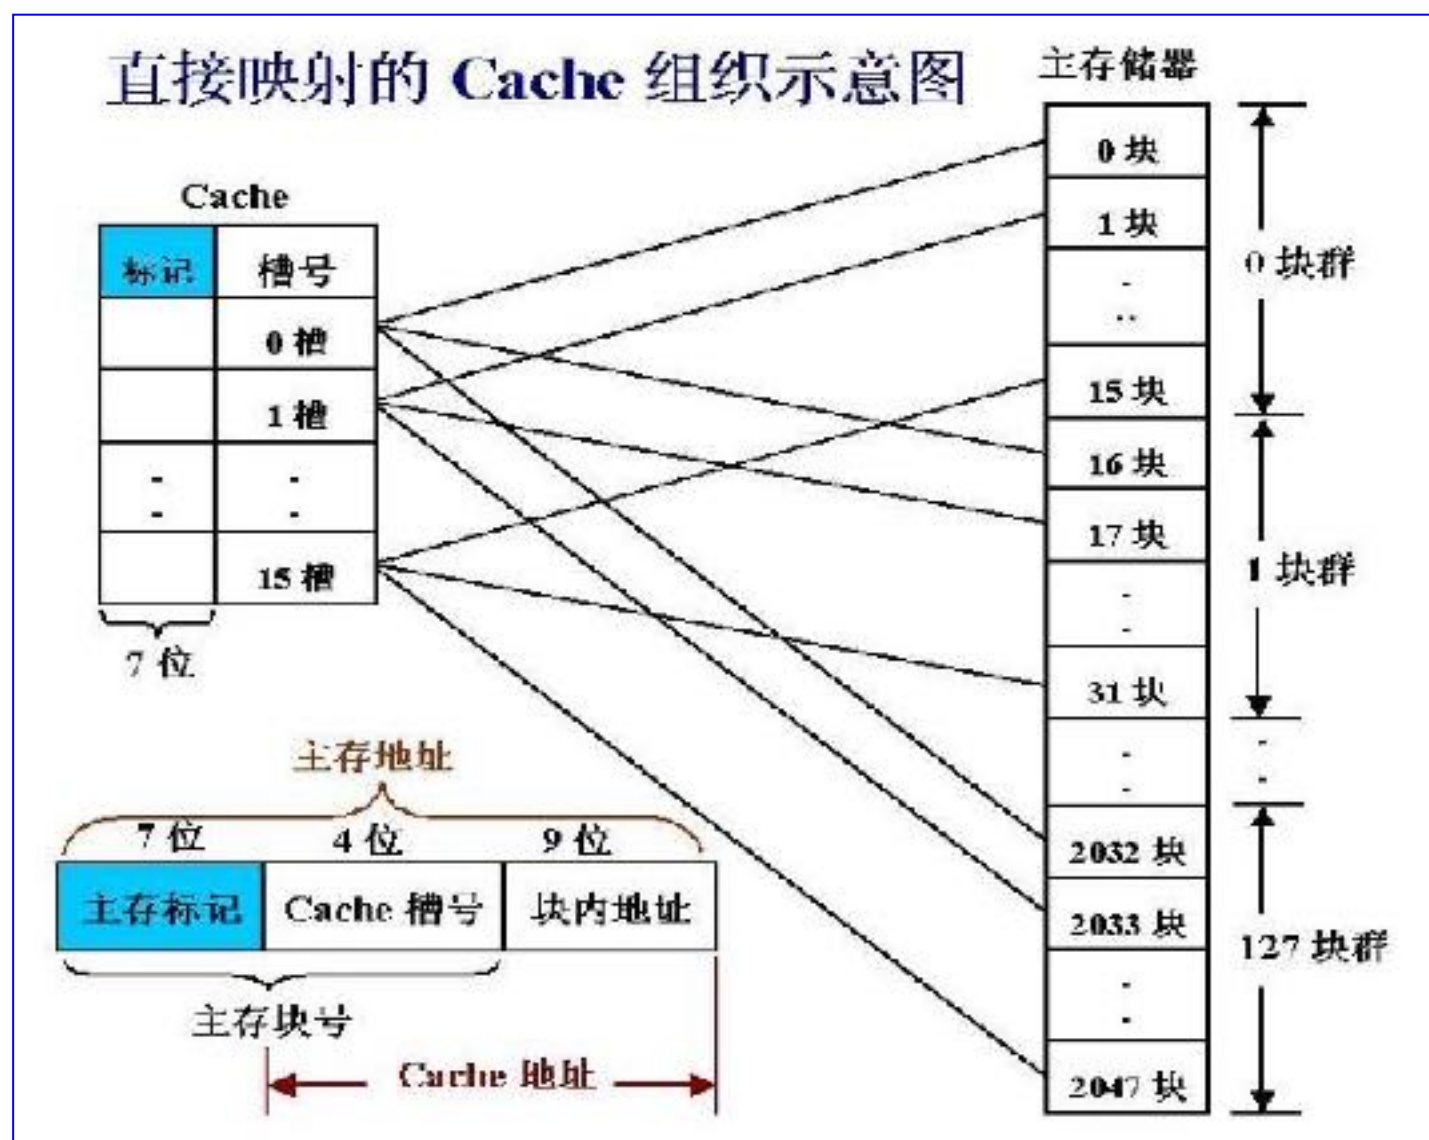 直接映射的 Cache 组织示意图
主存储器
Cache
标记 槽号
0 槽
1 槽
15 槽
7 位
0 块
1 块
15 块
16 块
17 块
31 块
2032 块
2033 块
2047 块
0 块群
1 块群
127 块群
主存地址
7 位 4 位 9 位
主存标记 Cache 槽号 块内地址
主存块号
Cache 地址